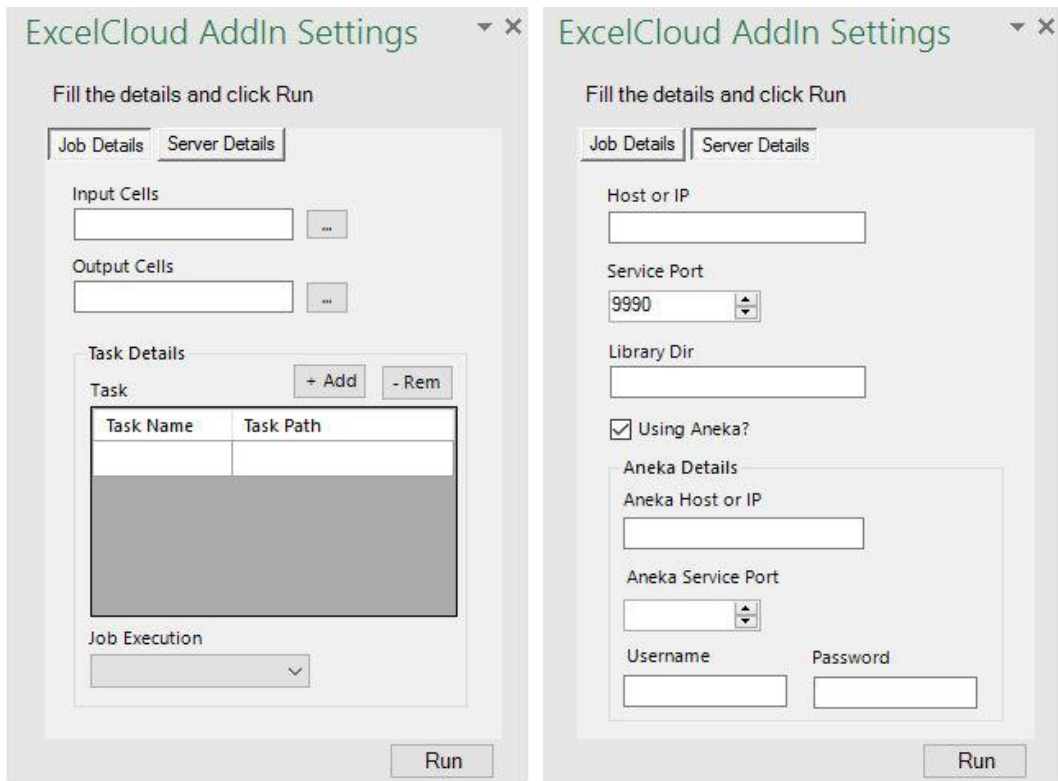 ExcelCloud AddIn Settings
Fill the details and click Run
Job Details Server Details
Input Cells
...
Output Cells
...
Task Details
Task + Add - Rem
Task Name Task Path
Job Execution
Run
ExcelCloud AddIn Settings
Fill the details and click Run
Job Details Server Details
Host or IP
Service Port
9990
Library Dir
Using Aneka?
Aneka Details
Aneka Host or IP
Aneka Service Port
Username Password
Run